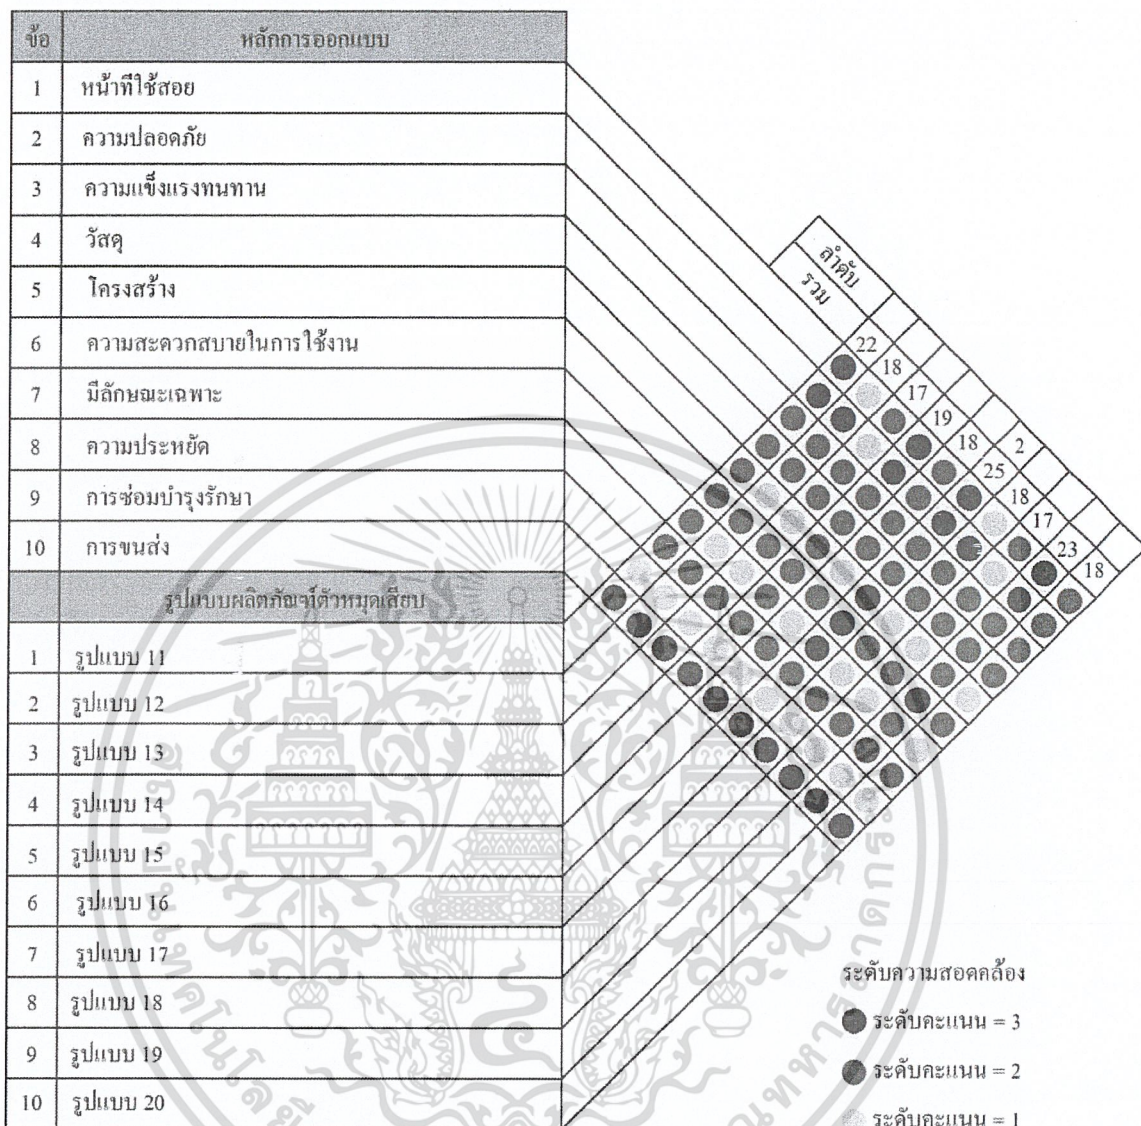 ข้อ หลักการออกแบบ
1 หน้าที่ใช้สอย
2 ความปลอดภัย
3 ความแข็งแรงทนทาน
4 วัสดุ
5 โครงสร้าง
6 ความสะดวกสบายในการใช้งาน
7 มีลักษณะเฉพาะ
8 ความประหยัด
9 การซ่อมบำรุงรักษา
10 การขนส่ง
รูปแบบผลิตภัณฑ์ตัวหมุดเสียบ
1 รูปแบบ 11
2 รูปแบบ 12
3 รูปแบบ 13
4 รูปแบบ 14
5 รูปแบบ 15
6 รูปแบบ 16
7 รูปแบบ 17
8 รูปแบบ 18
9 รูปแบบ 19
10 รูปแบบ 20
ลำดับ
รวม
22
18
17
19
18 2
25
18
17
23
18
ระดับความสอดคล้อง
ระดับคะแนน = 3
ระดับคะแนน = 2
ระดับคะแนน = 1